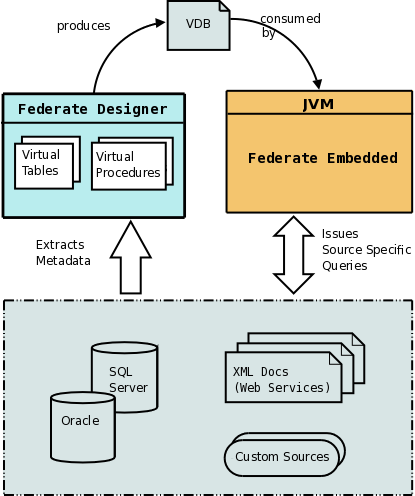 produces
VDB
consumed
by
Federate Designer
Virtual
Tables
Virtual
Procedures
JVM
Federate Embedded
Extracts
Metadata
Issues
Source Specific
Queries
SQL
Server
Oracle
XML Docs
(Web Services)
Custom Sources